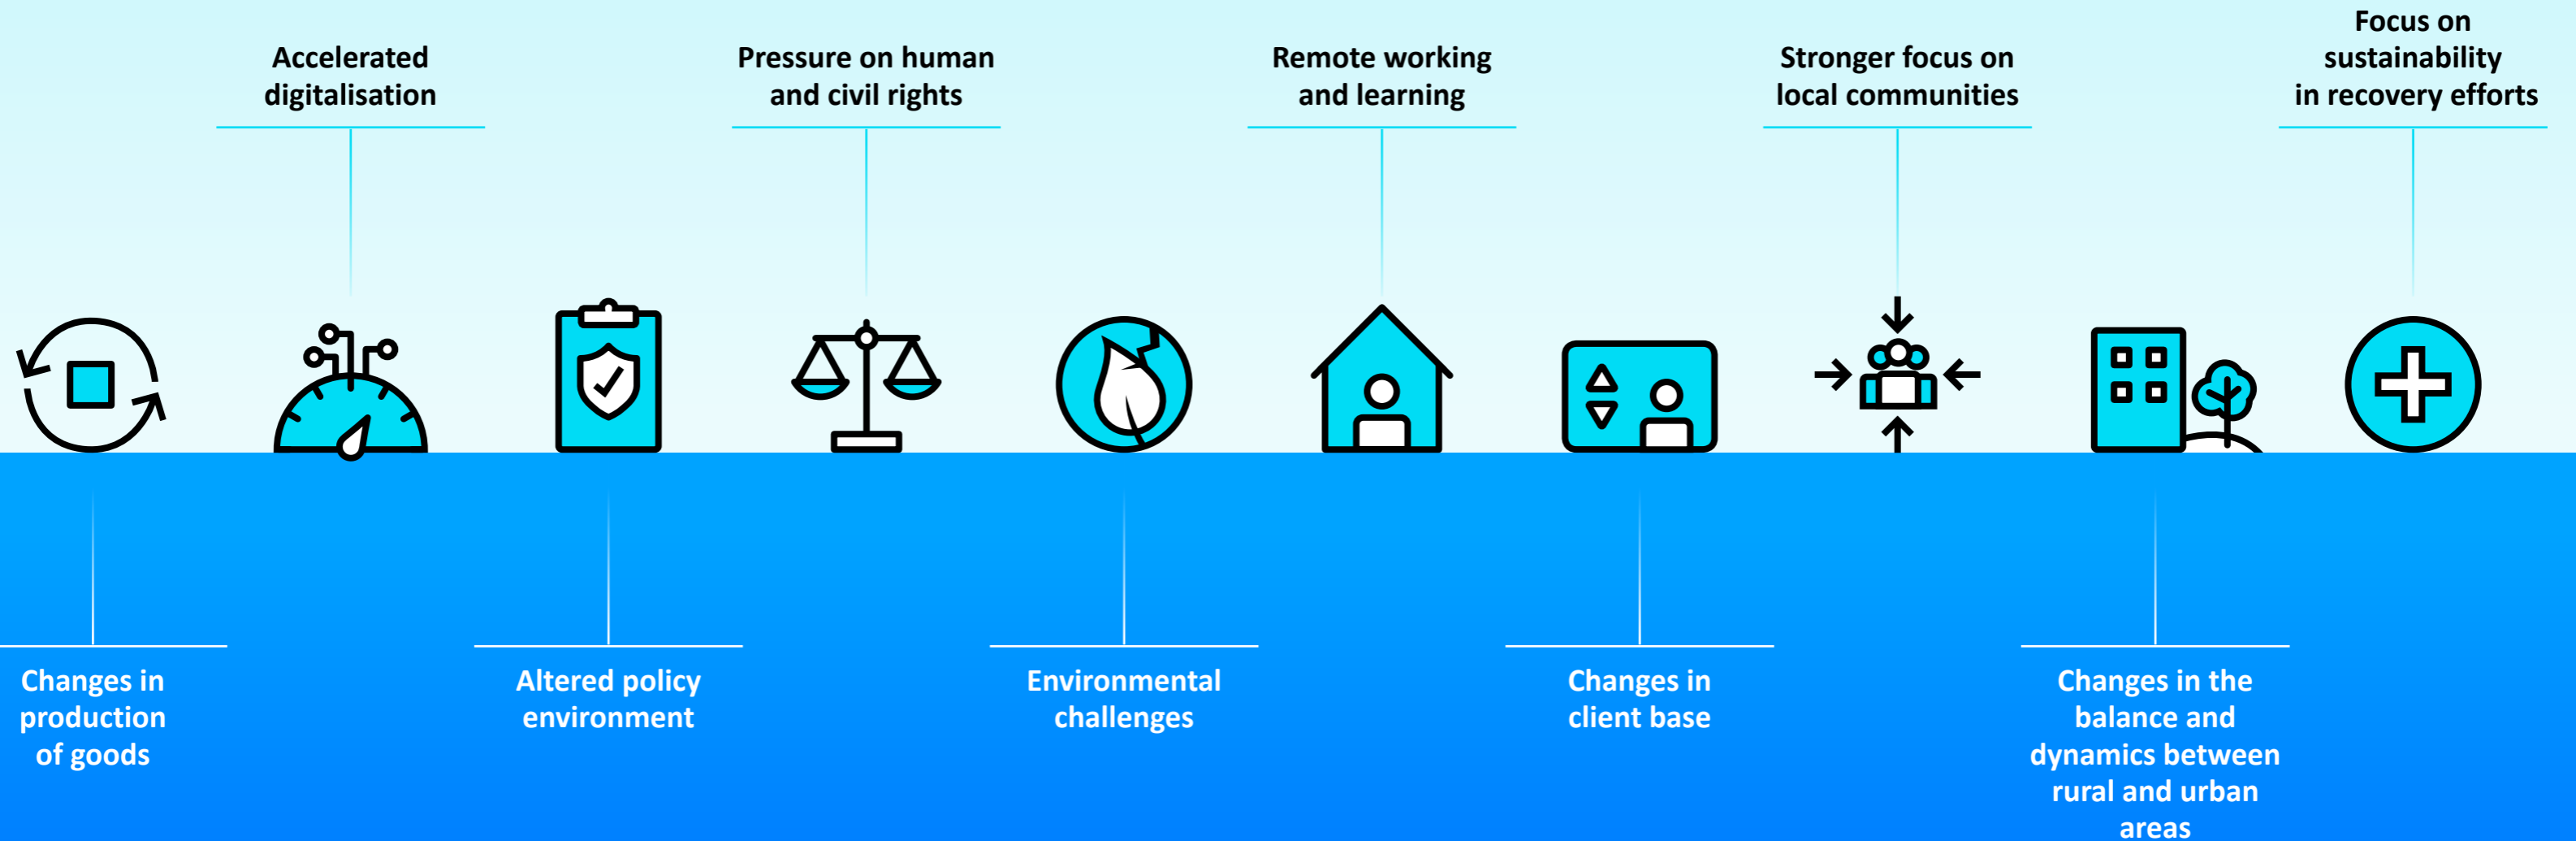 Accelerated
digitalisation
Pressure on human
and civil rights
Remote working
and learning
Stronger focus on
local communities
Focus on
sustainability
in recovery efforts
Changes in
production
of goods
Altered policy
environment
Environmental
challenges
Changes in
client base
Changes in the
balance and
dynamics between
rural and urban
areas